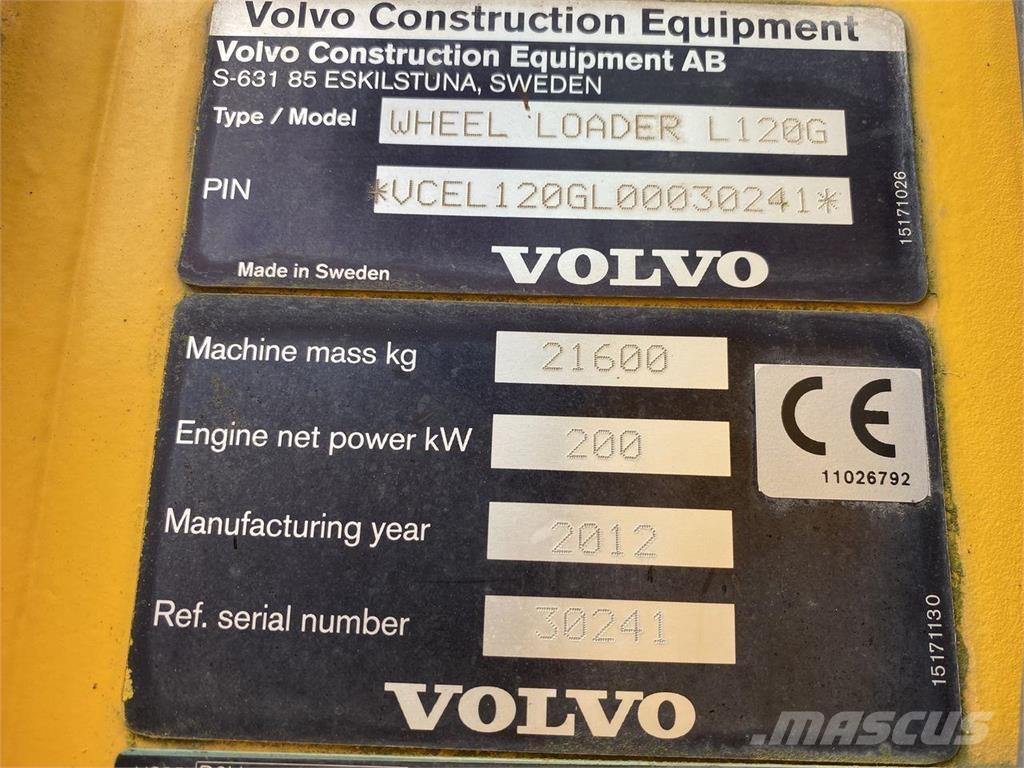 Volvo Construction Equipment
Volvo Construction Equipment AB
S-631 85 ESKILSTUNA, SWEDEN
Type / Model WHEEL LOADER L120G
PIN *VCEL120GL00030241*
15171026
Made in Sweden VOLVO
Machine mass kg 21600
Engine net power kW 200
CE
11026792
Manufacturing year 2012
Ref. serial number 30241
15171130
VOLVO
MASCUS